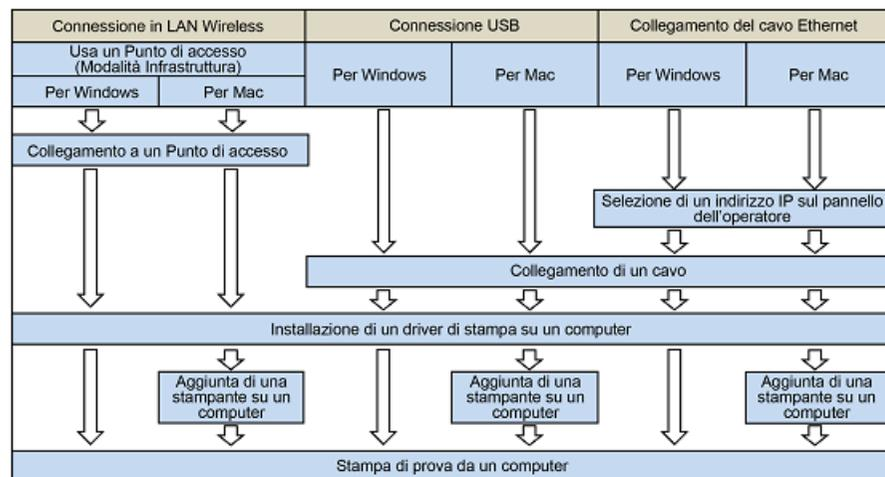 Connessione in LAN Wireless
Connessione USB
Collegamento del cavo Ethernet
Usa un Punto di accesso
(Modalità Infrastruttura)
Per Windows
Per Mac
Per Windows
Per Mac
Per Windows
Per Mac
Collegamento a un Punto di accesso
Selezione di un indirizzo IP sul pannello
dell'operatore
Collegamento di un cavo
Installazione di un driver di stampa su un computer
Aggiunta di una
stampante su un
computer
Aggiunta di una
stampante su un
computer
Aggiunta di una
stampante su un
computer
Stampa di prova da un computer